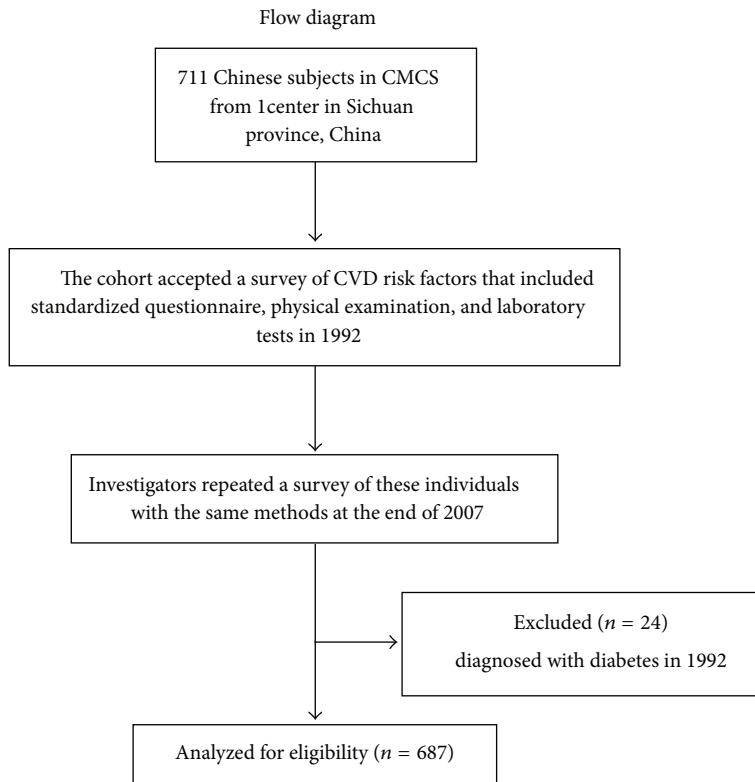 Flow diagram
711 Chinese subjects in CMCS
from 1center in Sichuan
province, China
The cohort accepted a survey of CVD risk factors that included
standardized questionnaire, physical examination, and laboratory
tests in 1992
Investigators repeated a survey of these individuals
with the same methods at the end of 2007
Excluded (n = 24)
diagnosed with diabetes in 1992
Analyzed for eligibility (n = 687)